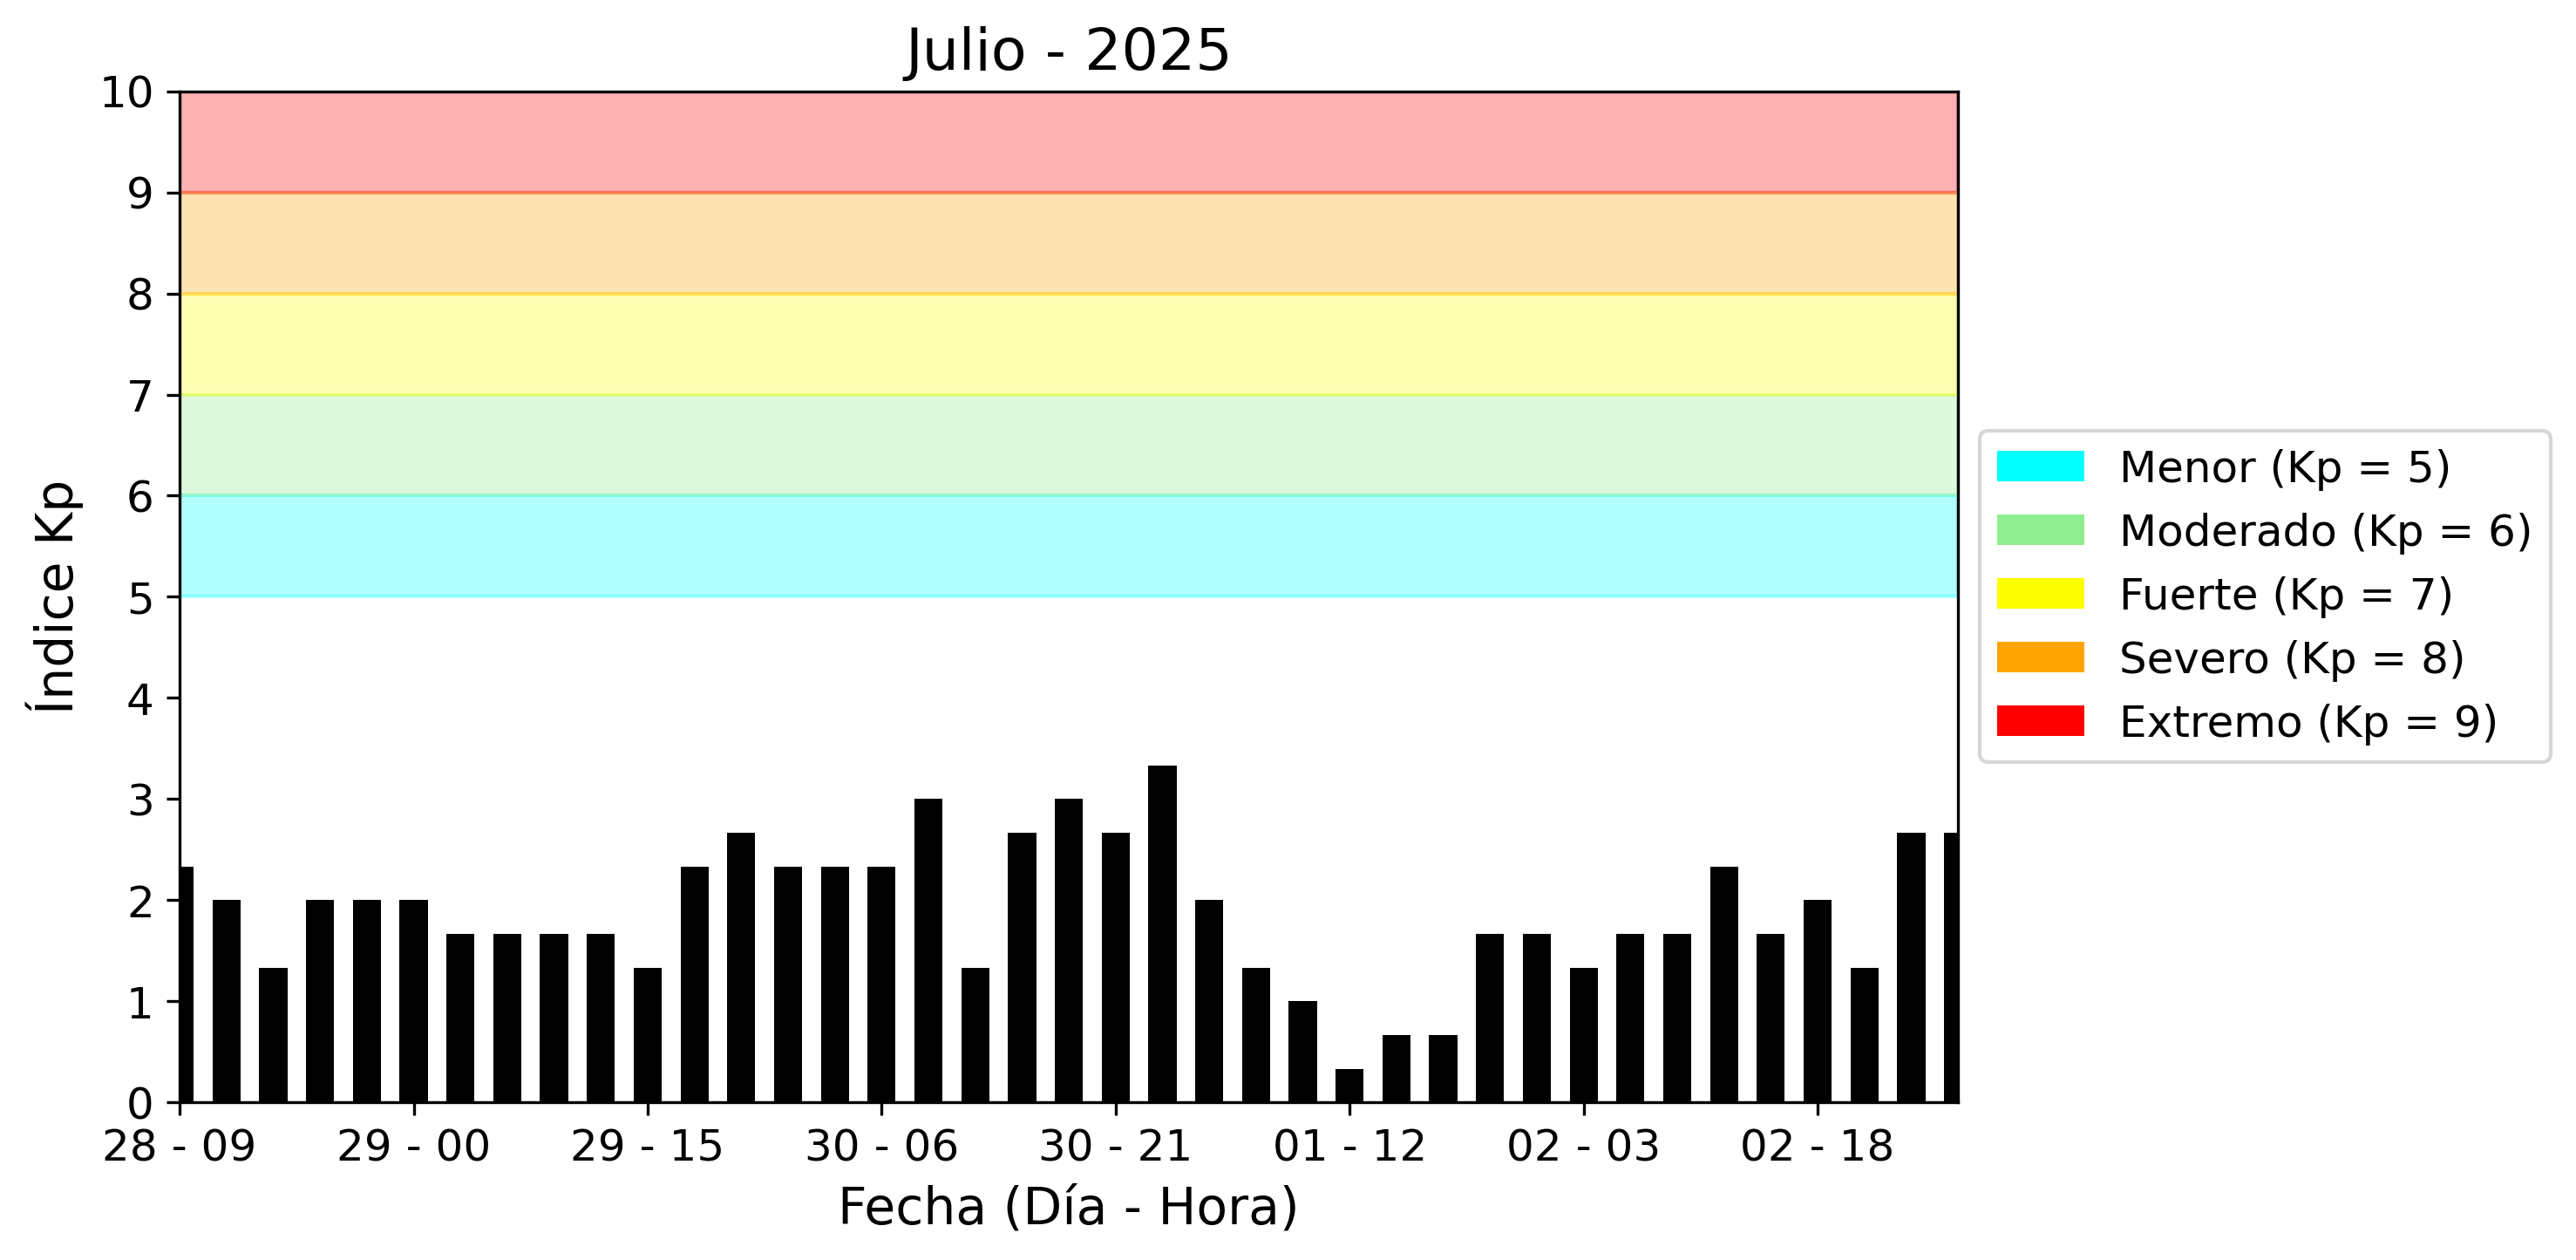 Julio - 2025
Índice Kp
10
9
8
7
6
5
4
3
2
1
0
28 - 09
29 - 00
29 - 15
30 - 06
30 - 21
01 - 12
02 - 03
02 - 18
Fecha (Día - Hora)
Menor (Kp = 5)
Moderado (Kp = 6)
Fuerte (Kp = 7)
Severo (Kp = 8)
Extremo (Kp = 9)